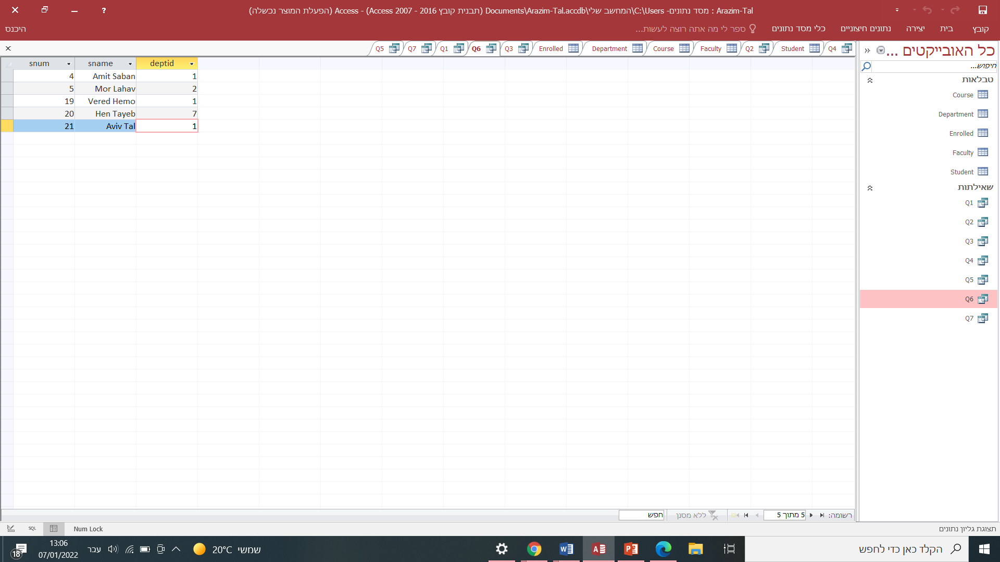 Arazim-Tal : מסד נתונים- C:\Users\המחשב שלי\Documents\Arazim-Tal.accdb (תבנית קובץ Access 2007 - 2016) - Access (הפעלת המוצר נכשלה)
קובץ בית יצירה נתונים חיצוניים כלי מסד נתונים ספר לי מה אתה רוצה לעשות... היכנס
Q5 Q7 Q1 Q6 Q3 Enrolled Department Course Faculty Q2 Student Q4
snum sname deptid
4 Amit Saban 1
5 Mor Lahav 2
19 Vered Hemo 1
20 Hen Tayeb 7
21 Aviv Tal 1
כל האובייקטים ...
חיפוש...
טבלאות
Course
Department
Enrolled
Faculty
Student
שאילתות
Q1
Q2
Q3
Q4
Q5
Q6
Q7
רשומה: 5 מתוך 5 ללא מסנן חפש
תצוגת גליון נתונים
Num Lock
SQL
הקלד כאן כדי לחפש
שמשי 20°C
עבר
13:06
07/01/2022
18